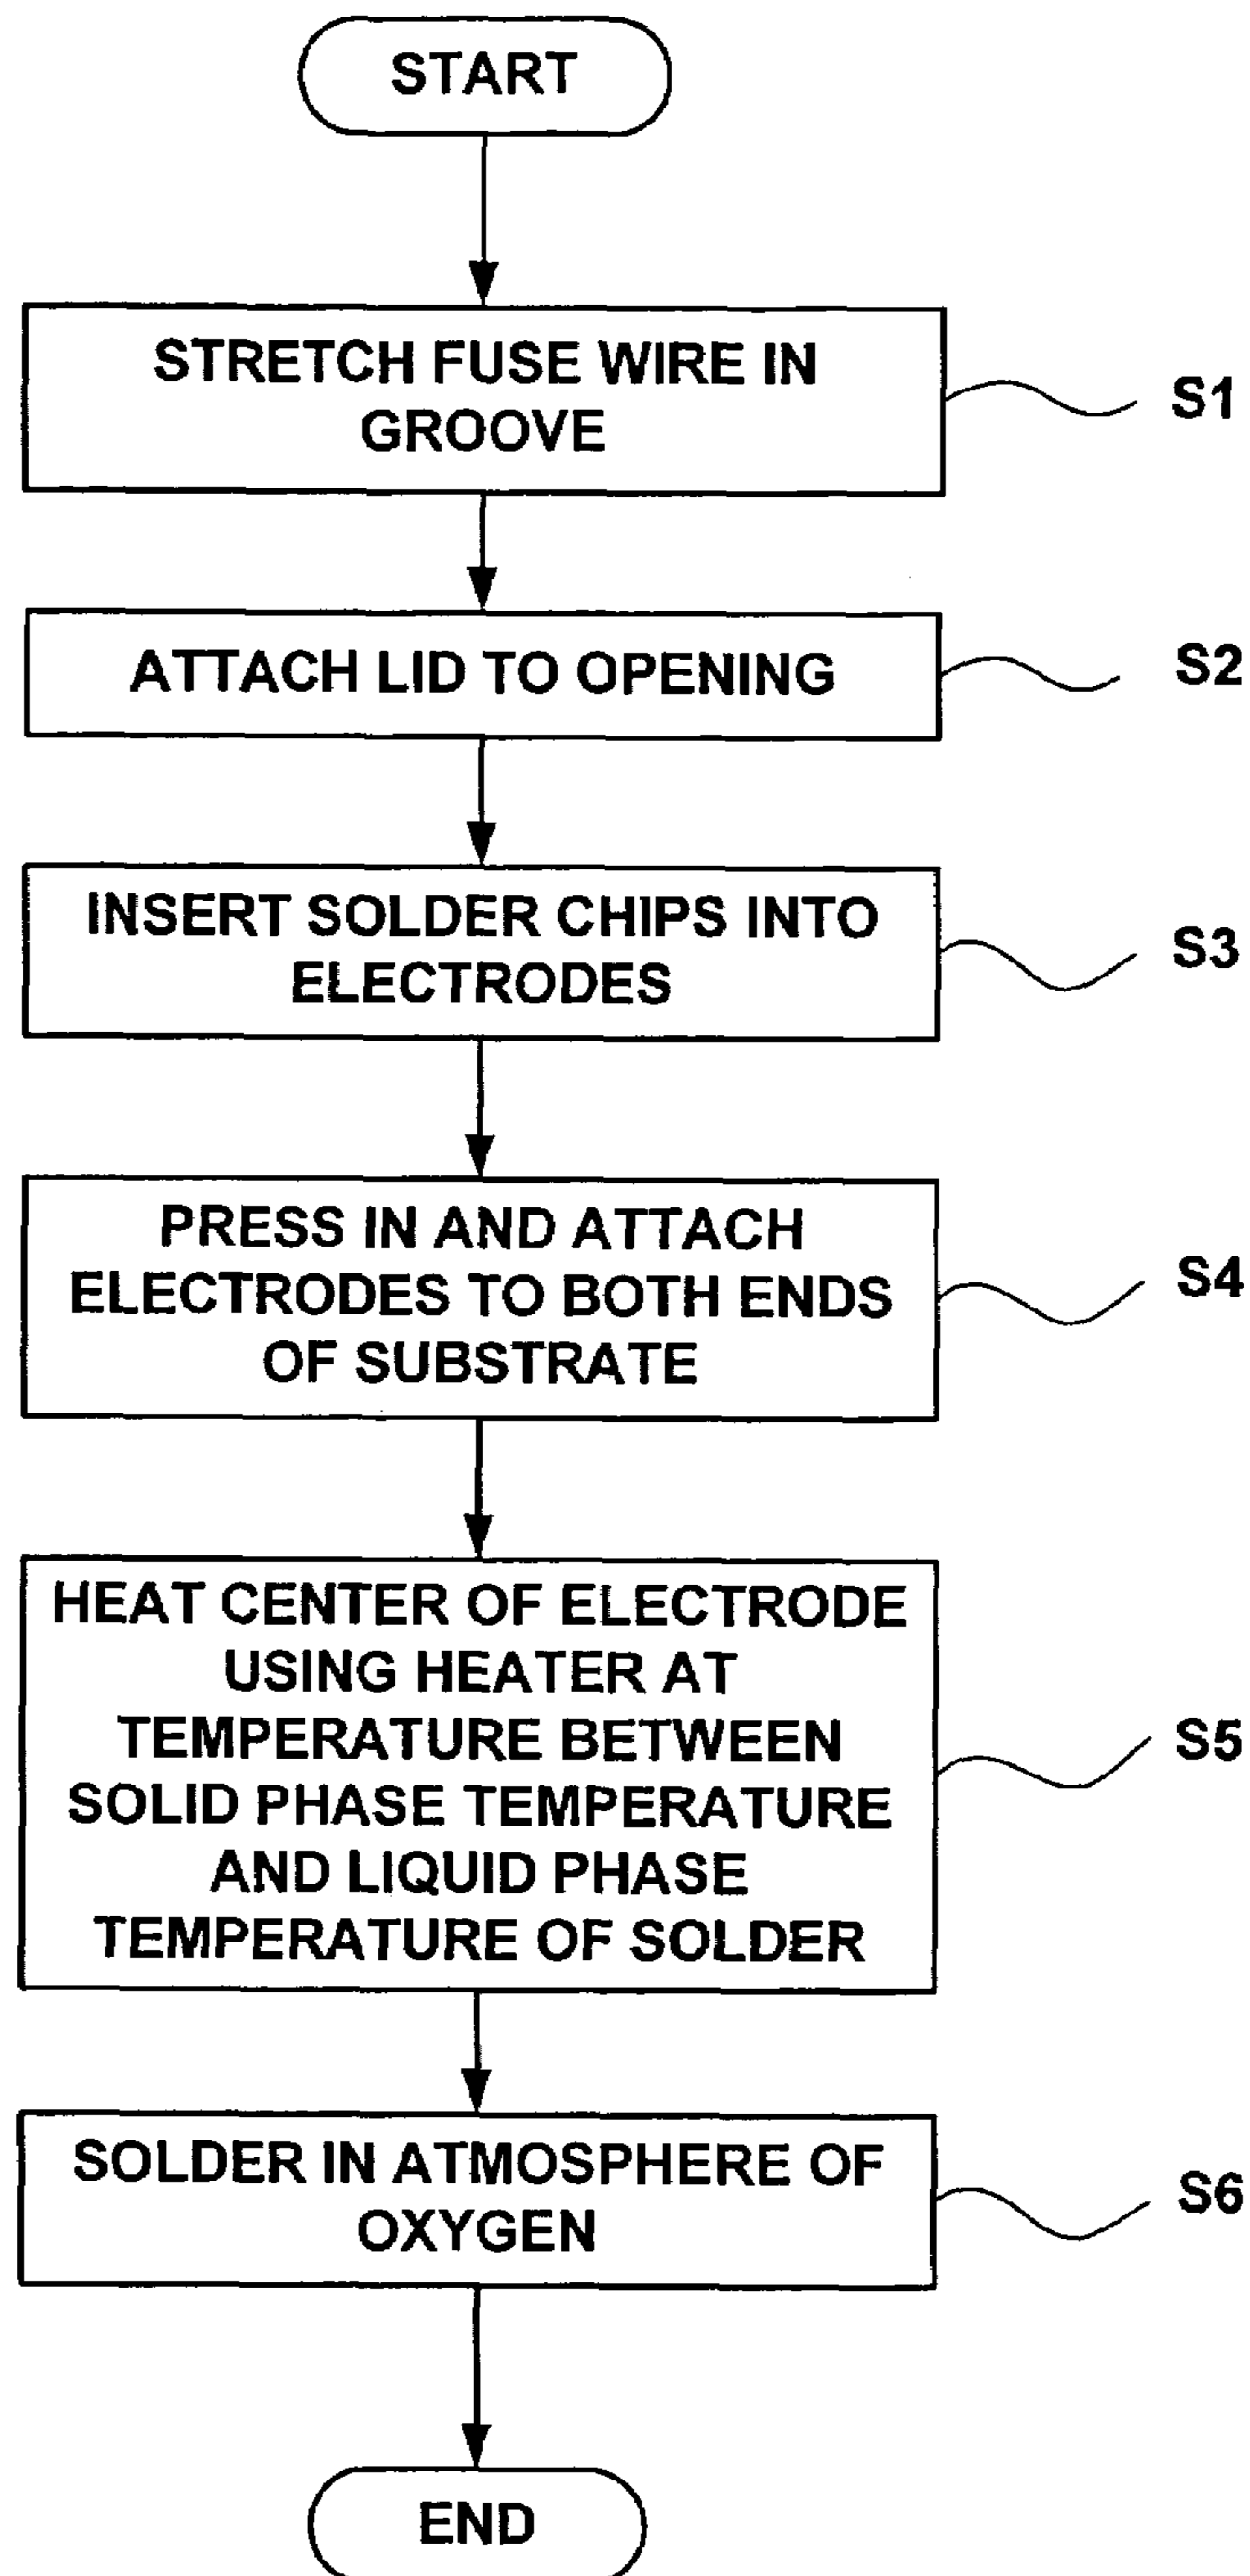 START
STRETCH FUSE WIRE IN
GROOVE
S1
ATTACH LID TO OPENING
S2
INSERT SOLDER CHIPS INTO
ELECTRODES
S3
PRESS IN AND ATTACH
ELECTRODES TO BOTH ENDS
OF SUBSTRATE
S4
HEAT CENTER OF ELECTRODE
USING HEATER AT
TEMPERATURE BETWEEN
SOLID PHASE TEMPERATURE
AND LIQUID PHASE
TEMPERATURE OF SOLDER
S5
SOLDER IN ATMOSPHERE OF
OXYGEN
S6
END